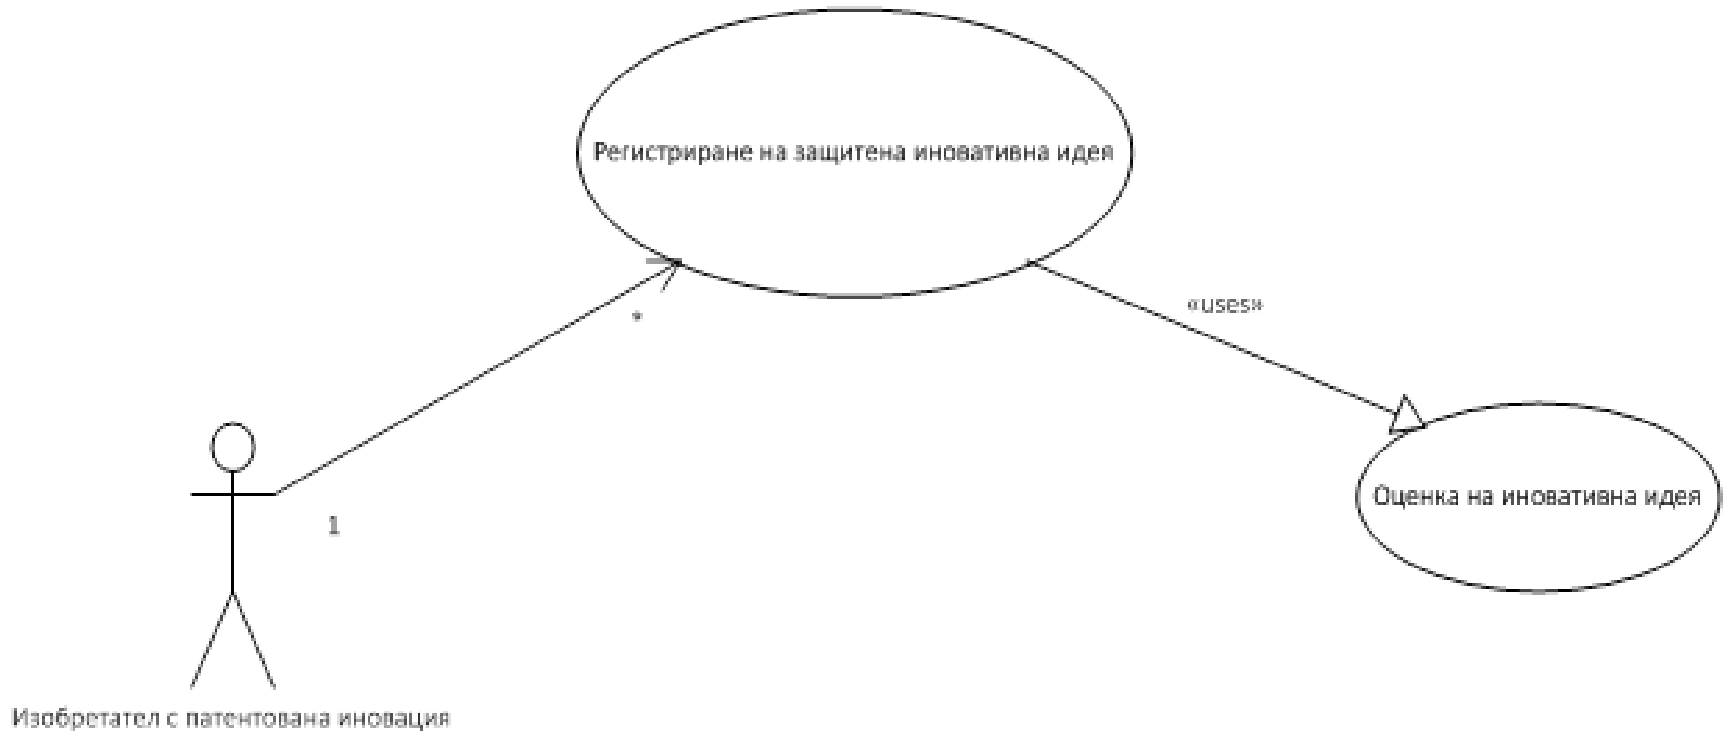 Регистриране на защитена иновативна идея
«uses»
*
Оценка на иновативна идея
1
Изобретател с патентована иновация